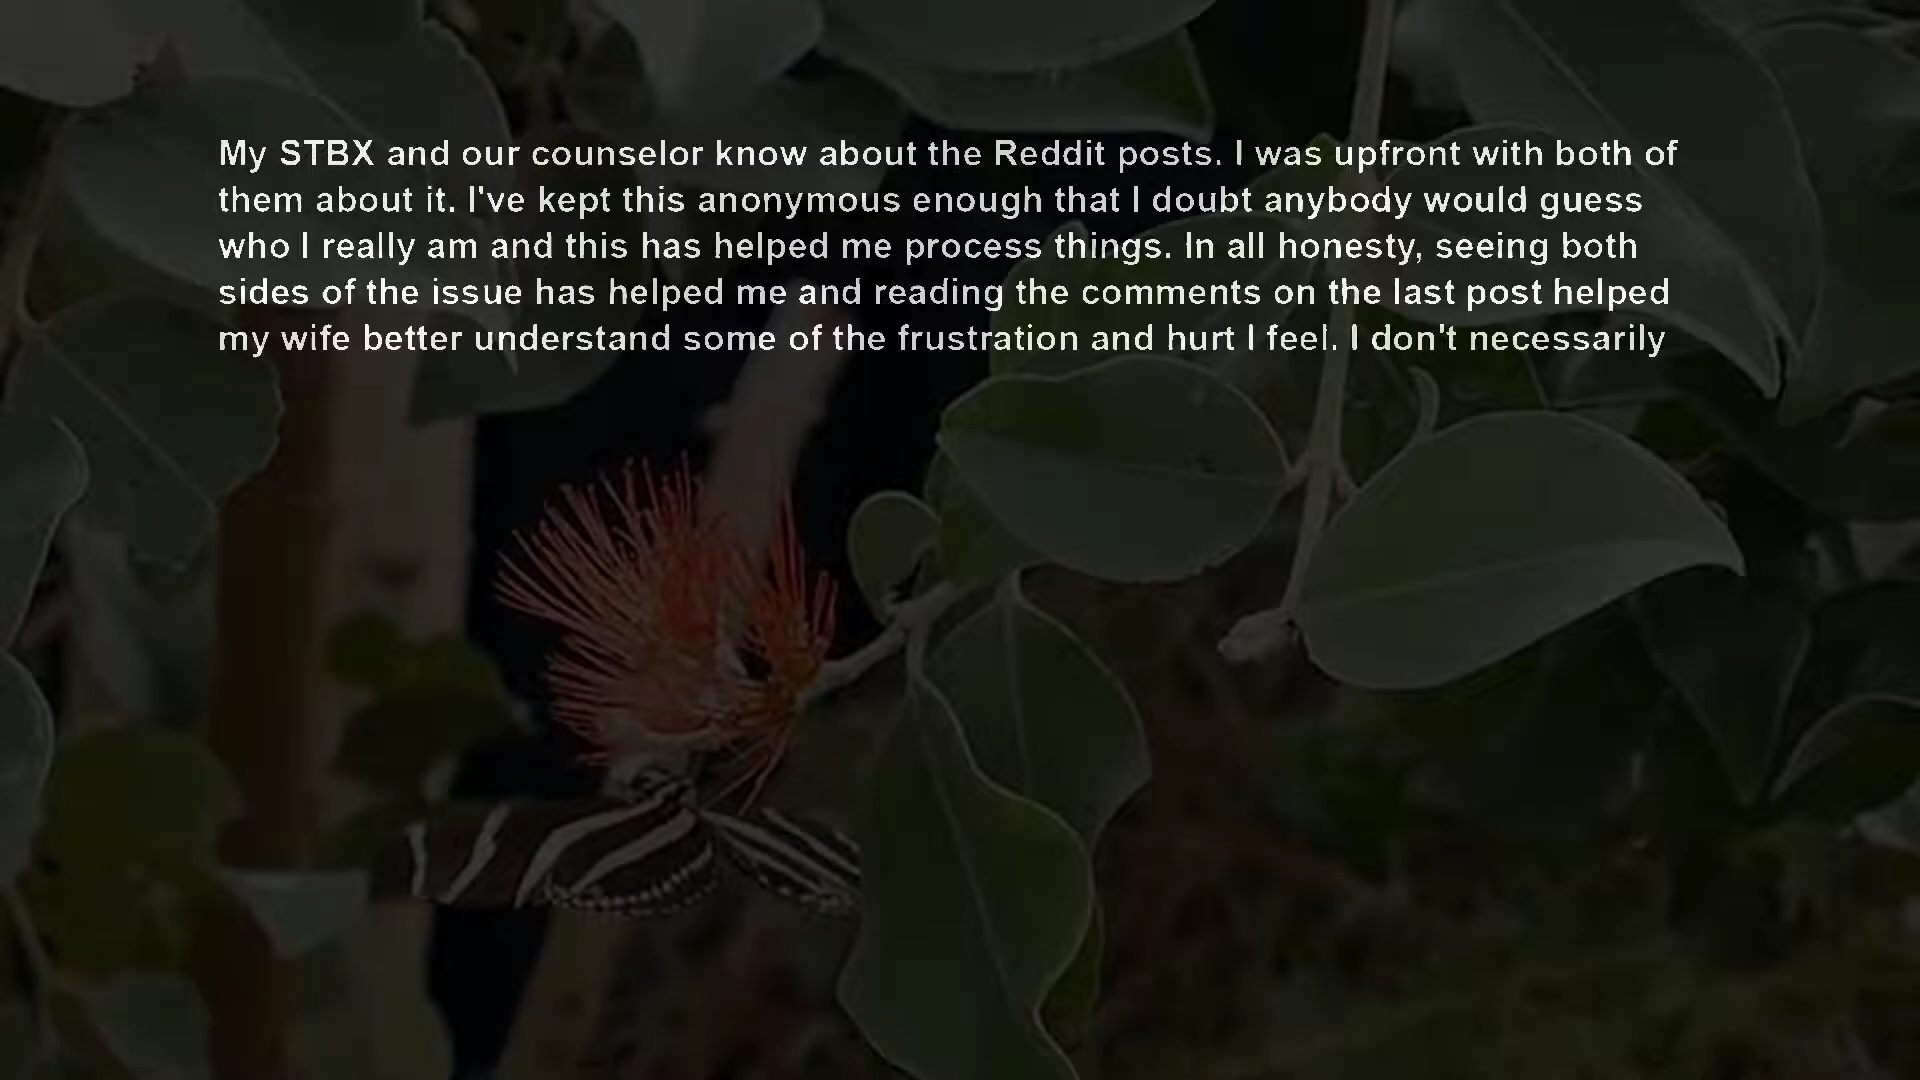 My STBX and our counselor know about the Reddit posts. I was upfront with both of
them about it. I've kept this anonymous enough that I doubt anybody would guess
who I really am and this has helped me process things. In all honesty, seeing both
sides of the issue has helped me and reading the comments on the last post helped
my wife better understand some of the frustration and hurt I feel. I don't necessarily